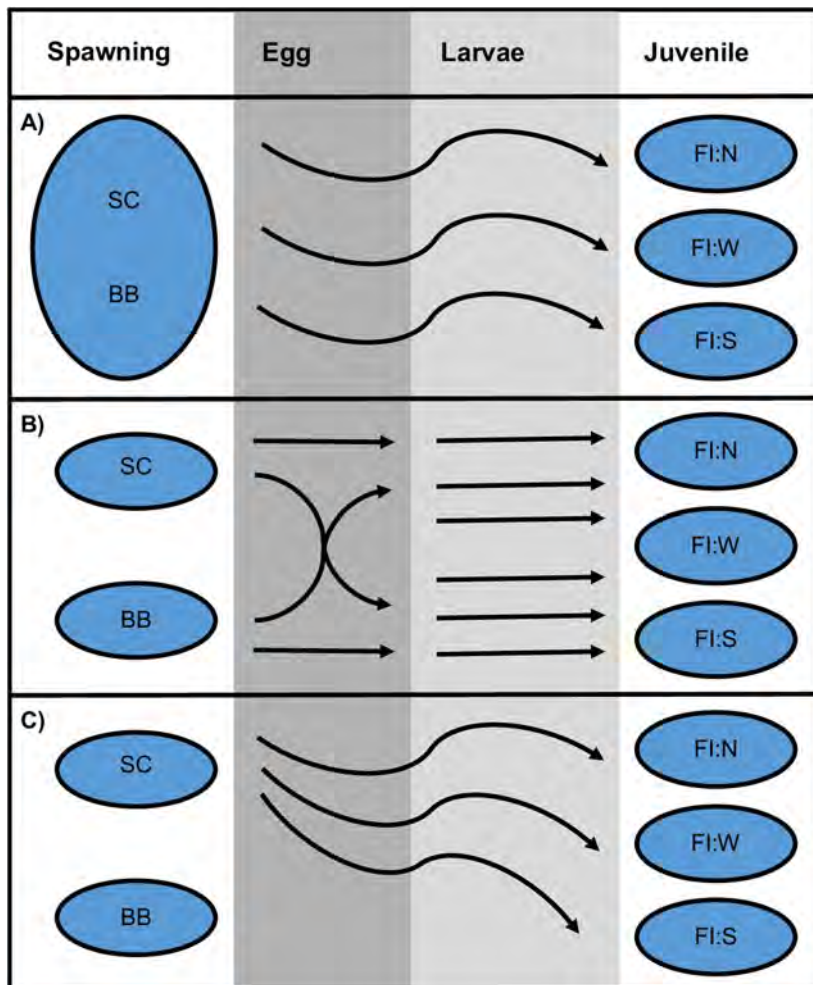 Spawning Egg Larvae Juvenile
A)
SC
BB
FI:N
FI:W
FI:S
B)
SC
BB
FI:N
FI:W
FI:S
C)
SC
BB
FI:N
FI:W
FI:S